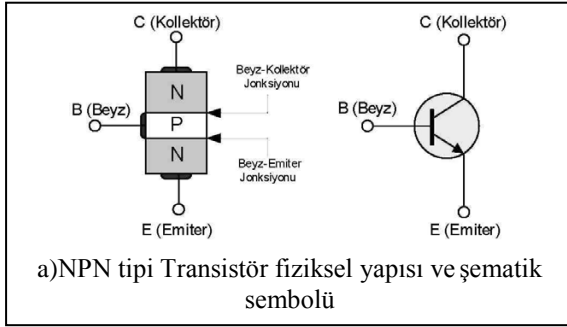 C (Kollektör)
C (Kollektör)
N
Beyz-Kollektör
Jonksiyonu
B (Beyz)
P
B (Beyz)
N
Beyz-Emiter
Jonksiyonu
E (Emiter)
E (Emiter)
a)NPN tipi Transistör fiziksel yapısı ve şematik
sembolü